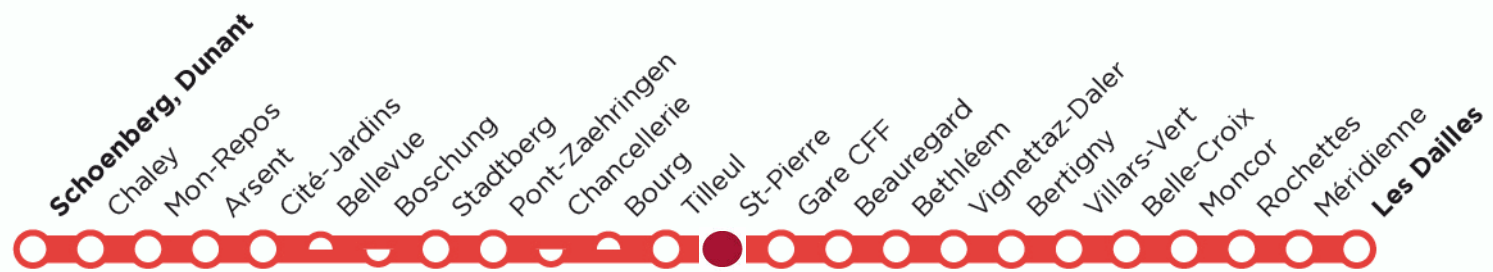 Schoenberg, Dunant
Chaley
Mon-Repos
Arsent
Cité-Jardins
Bellevue
Boschung
Stadtberg
Pont-Zaehringen
Chancellerie
Bourg
Tilleul
St-Pierre
Gare CFF
Beauregard
Bethléem
Vignettaz-Daler
Bertigny
Villars-Vert
Belle-Croix
Moncor
Rochettes
Méridienne
Les Dailles